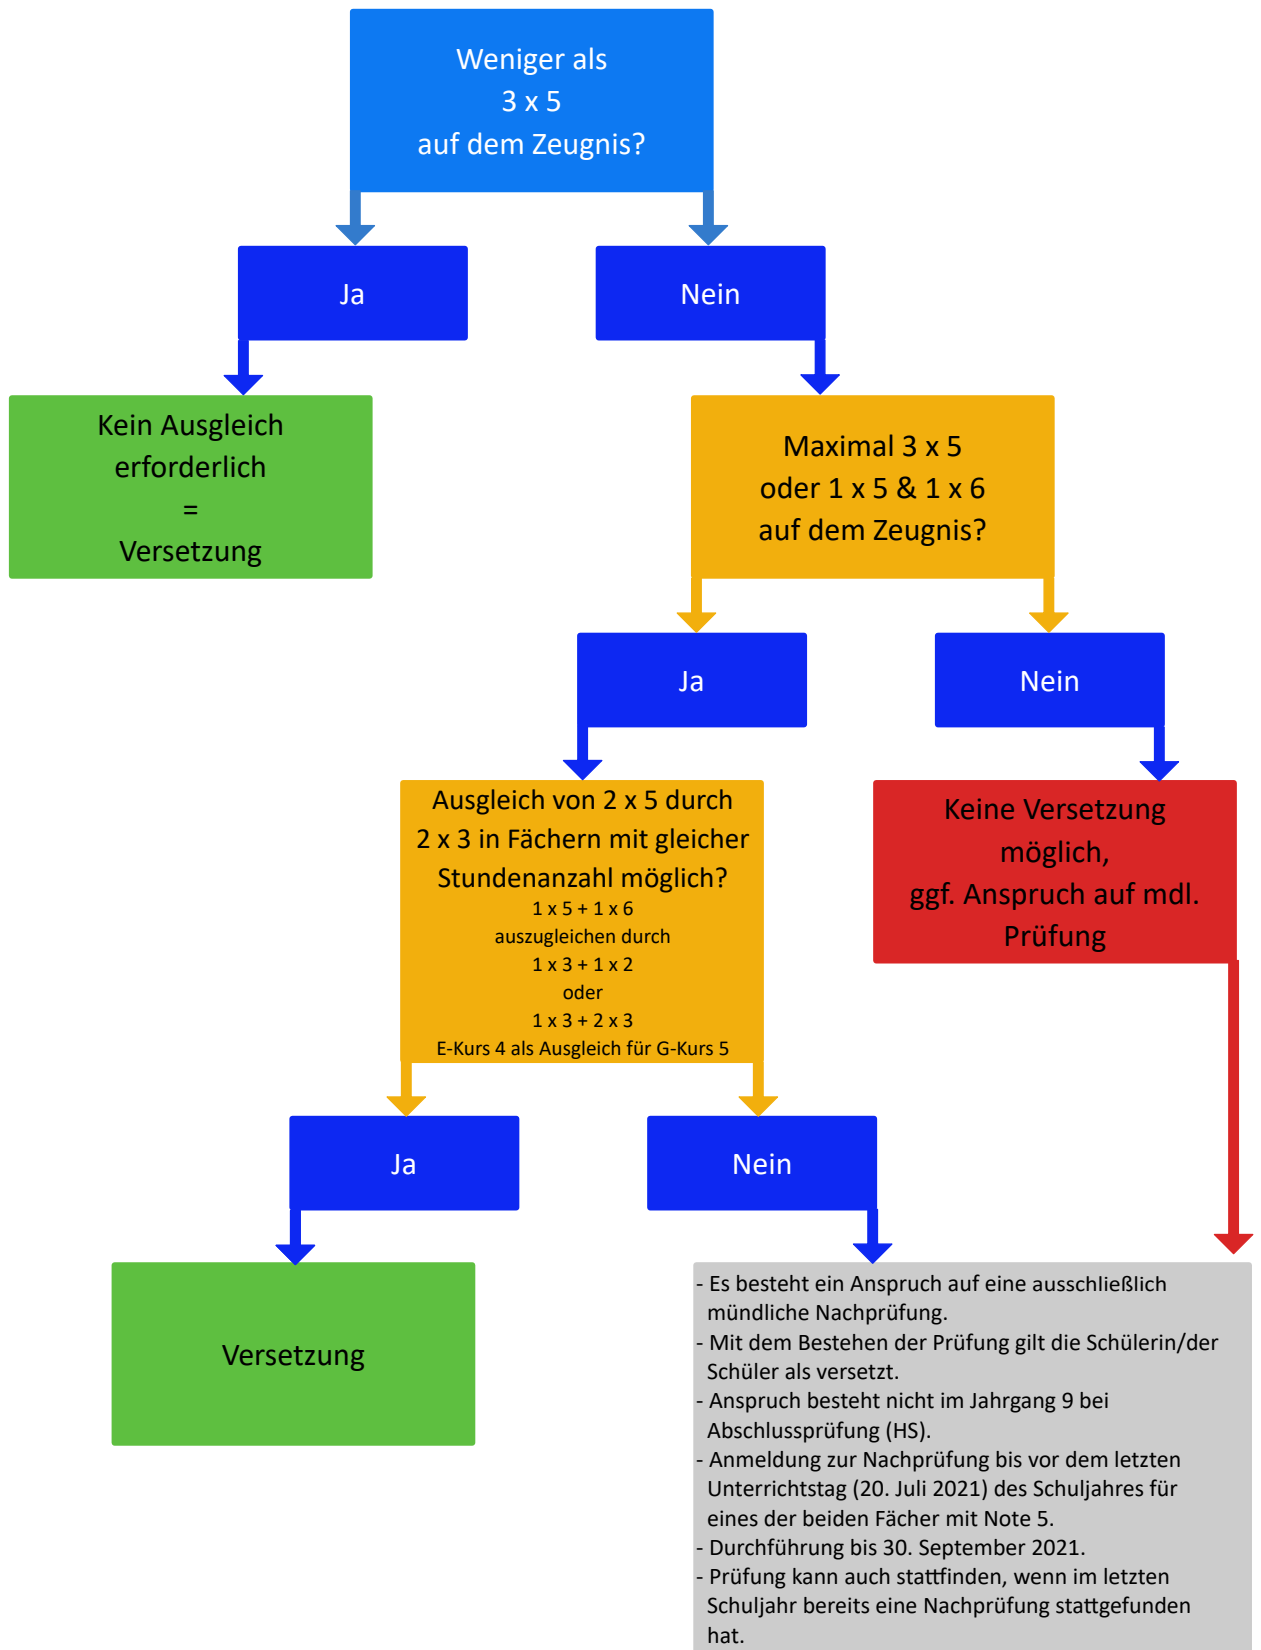 Weniger als
3 x 5
auf dem Zeugnis?
Ja
Nein
Kein Ausgleich
erforderlich
=
Versetzung
Maximal 3 x 5
oder 1 x 5 & 1 x 6
auf dem Zeugnis?
Ja
Nein
Ausgleich von 2 x 5 durch
2 x 3 in Fächern mit gleicher
Stundenanzahl möglich?
1 x 5 + 1 x 6
auszugleichen durch
1 x 3 + 1 x 2
oder
1 x 3 + 2 x 3
E-Kurs 4 als Ausgleich für G-Kurs 5
Keine Versetzung
möglich,
ggf. Anspruch auf mdl.
Prüfung
Ja
Nein
Versetzung
- Es besteht ein Anspruch auf eine ausschließlich
mündliche Nachprüfung.
- Mit dem Bestehen der Prüfung gilt die Schülerin/der
Schüler als versetzt.
- Anspruch besteht nicht im Jahrgang 9 bei
Abschlussprüfung (HS).
- Anmeldung zur Nachprüfung bis vor dem letzten
Unterrichtstag (20. Juli 2021) des Schuljahres für
eines der beiden Fächer mit Note 5.
- Durchführung bis 30. September 2021.
- Prüfung kann auch stattfinden, wenn im letzten
Schuljahr bereits eine Nachprüfung stattgefunden
hat.